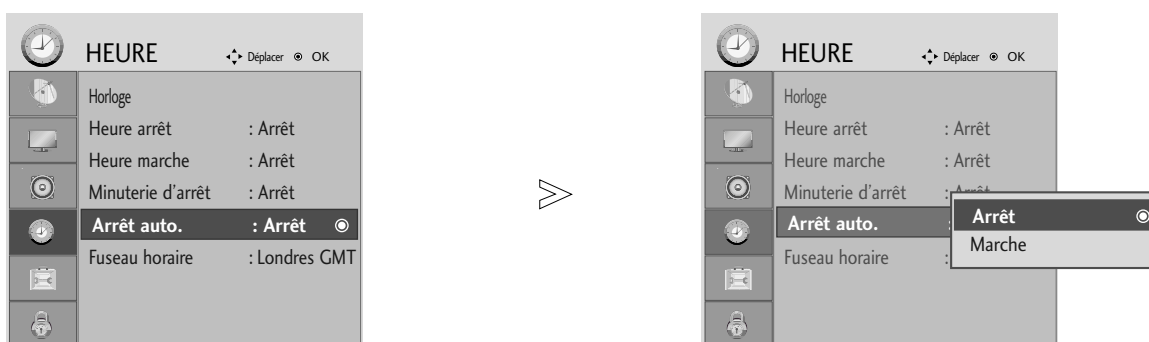 HEURE Déplacer OK
Horloge
Heure arrêt : Arrêt
Heure marche : Arrêt
Minuterie d'arrêt : Arrêt
Arrêt auto. : Arrêt
Fuseau horaire : Londres GMT
HEURE Déplacer OK
Horloge
Heure arrêt : Arrêt
Heure marche : Arrêt
Minuterie d'arrêt : Arrêt
Arrêt auto. :
Fuseau horaire :
Arrêt
Marche